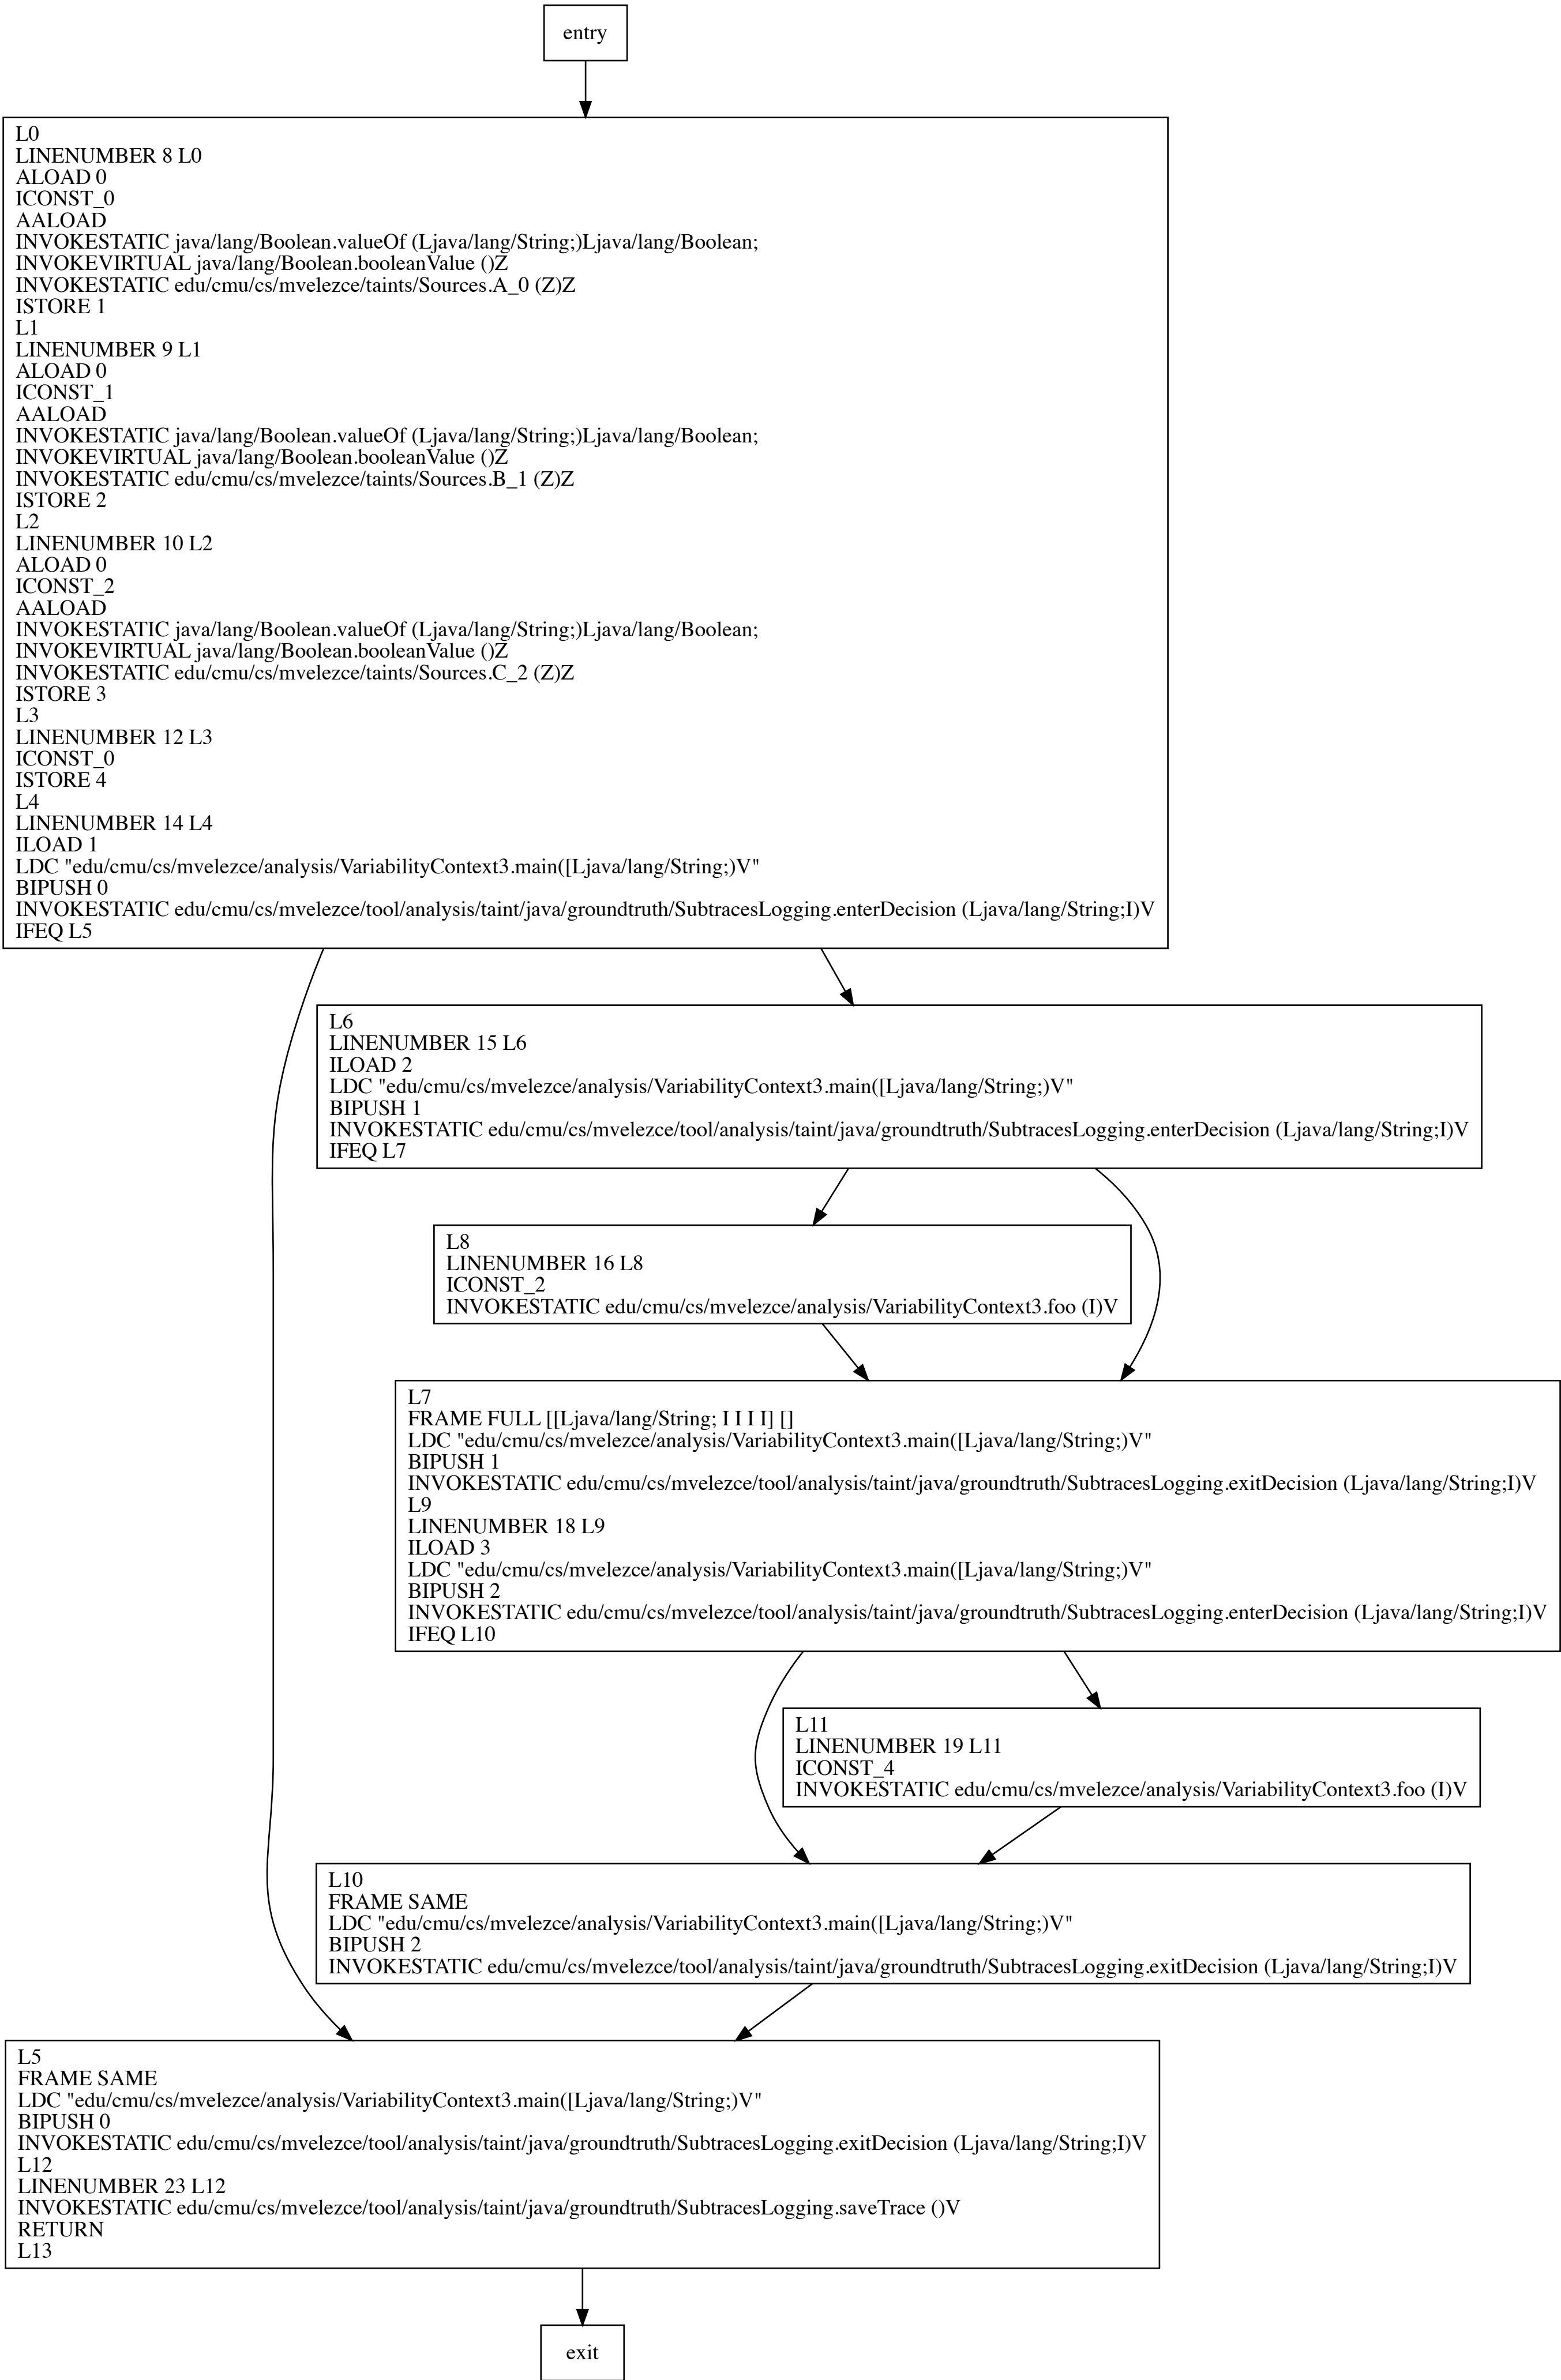 entry
L0
LINENUMBER 8 L0
ALOAD 0
ICONST_0
AALOAD
INVOKESTATIC java/lang/Boolean.valueOf (Ljava/lang/String;)Ljava/lang/Boolean;
INVOKEVIRTUAL java/lang/Boolean.booleanValue ()Z
INVOKESTATIC edu/cmu/cs/mvelezce/taints/Sources.A_0 (Z)Z
ISTORE 1
L1
LINENUMBER 9 L1
ALOAD 0
ICONST_1
AALOAD
INVOKESTATIC java/lang/Boolean.valueOf (Ljava/lang/String;)Ljava/lang/Boolean;
INVOKEVIRTUAL java/lang/Boolean.booleanValue ()Z
INVOKESTATIC edu/cmu/cs/mvelezce/taints/Sources.B_1 (Z)Z
ISTORE 2
L2
LINENUMBER 10 L2
ALOAD 0
ICONST_2
AALOAD
INVOKESTATIC java/lang/Boolean.valueOf (Ljava/lang/String;)Ljava/lang/Boolean;
INVOKEVIRTUAL java/lang/Boolean.booleanValue ()Z
INVOKESTATIC edu/cmu/cs/mvelezce/taints/Sources.C_2 (Z)Z
ISTORE 3
L3
LINENUMBER 12 L3
ICONST_0
ISTORE 4
L4
LINENUMBER 14 L4
ILOAD 1
LDC "edu/cmu/cs/mvelezce/analysis/VariabilityContext3.main([Ljava/lang/String;)V"
BIPUSH 0
INVOKESTATIC edu/cmu/cs/mvelezce/tool/analysis/taint/java/groundtruth/SubtracesLogging.enterDecision (Ljava/lang/String;I)V
IFEQ L5
L6
LINENUMBER 15 L6
ILOAD 2
LDC "edu/cmu/cs/mvelezce/analysis/VariabilityContext3.main([Ljava/lang/String;)V"
BIPUSH 1
INVOKESTATIC edu/cmu/cs/mvelezce/tool/analysis/taint/java/groundtruth/SubtracesLogging.enterDecision (Ljava/lang/String;I)V
IFEQ L7
L8
LINENUMBER 16 L8
ICONST_2
INVOKESTATIC edu/cmu/cs/mvelezce/analysis/VariabilityContext3.foo (I)V
L7
FRAME FULL [[Ljava/lang/String; I I I I] []
LDC "edu/cmu/cs/mvelezce/analysis/VariabilityContext3.main([Ljava/lang/String;)V"
BIPUSH 1
INVOKESTATIC edu/cmu/cs/mvelezce/tool/analysis/taint/java/groundtruth/SubtracesLogging.exitDecision (Ljava/lang/String;I)V
L9
LINENUMBER 18 L9
ILOAD 3
LDC "edu/cmu/cs/mvelezce/analysis/VariabilityContext3.main([Ljava/lang/String;)V"
BIPUSH 2
INVOKESTATIC edu/cmu/cs/mvelezce/tool/analysis/taint/java/groundtruth/SubtracesLogging.enterDecision (Ljava/lang/String;I)V
IFEQ L10
L11
LINENUMBER 19 L11
ICONST_4
INVOKESTATIC edu/cmu/cs/mvelezce/analysis/VariabilityContext3.foo (I)V
L10
FRAME SAME
LDC "edu/cmu/cs/mvelezce/analysis/VariabilityContext3.main([Ljava/lang/String;)V"
BIPUSH 2
INVOKESTATIC edu/cmu/cs/mvelezce/tool/analysis/taint/java/groundtruth/SubtracesLogging.exitDecision (Ljava/lang/String;I)V
L5
FRAME SAME
LDC "edu/cmu/cs/mvelezce/analysis/VariabilityContext3.main([Ljava/lang/String;)V"
BIPUSH 0
INVOKESTATIC edu/cmu/cs/mvelezce/tool/analysis/taint/java/groundtruth/SubtracesLogging.exitDecision (Ljava/lang/String;I)V
L12
LINENUMBER 23 L12
INVOKESTATIC edu/cmu/cs/mvelezce/tool/analysis/taint/java/groundtruth/SubtracesLogging.saveTrace ()V
RETURN
L13
exit